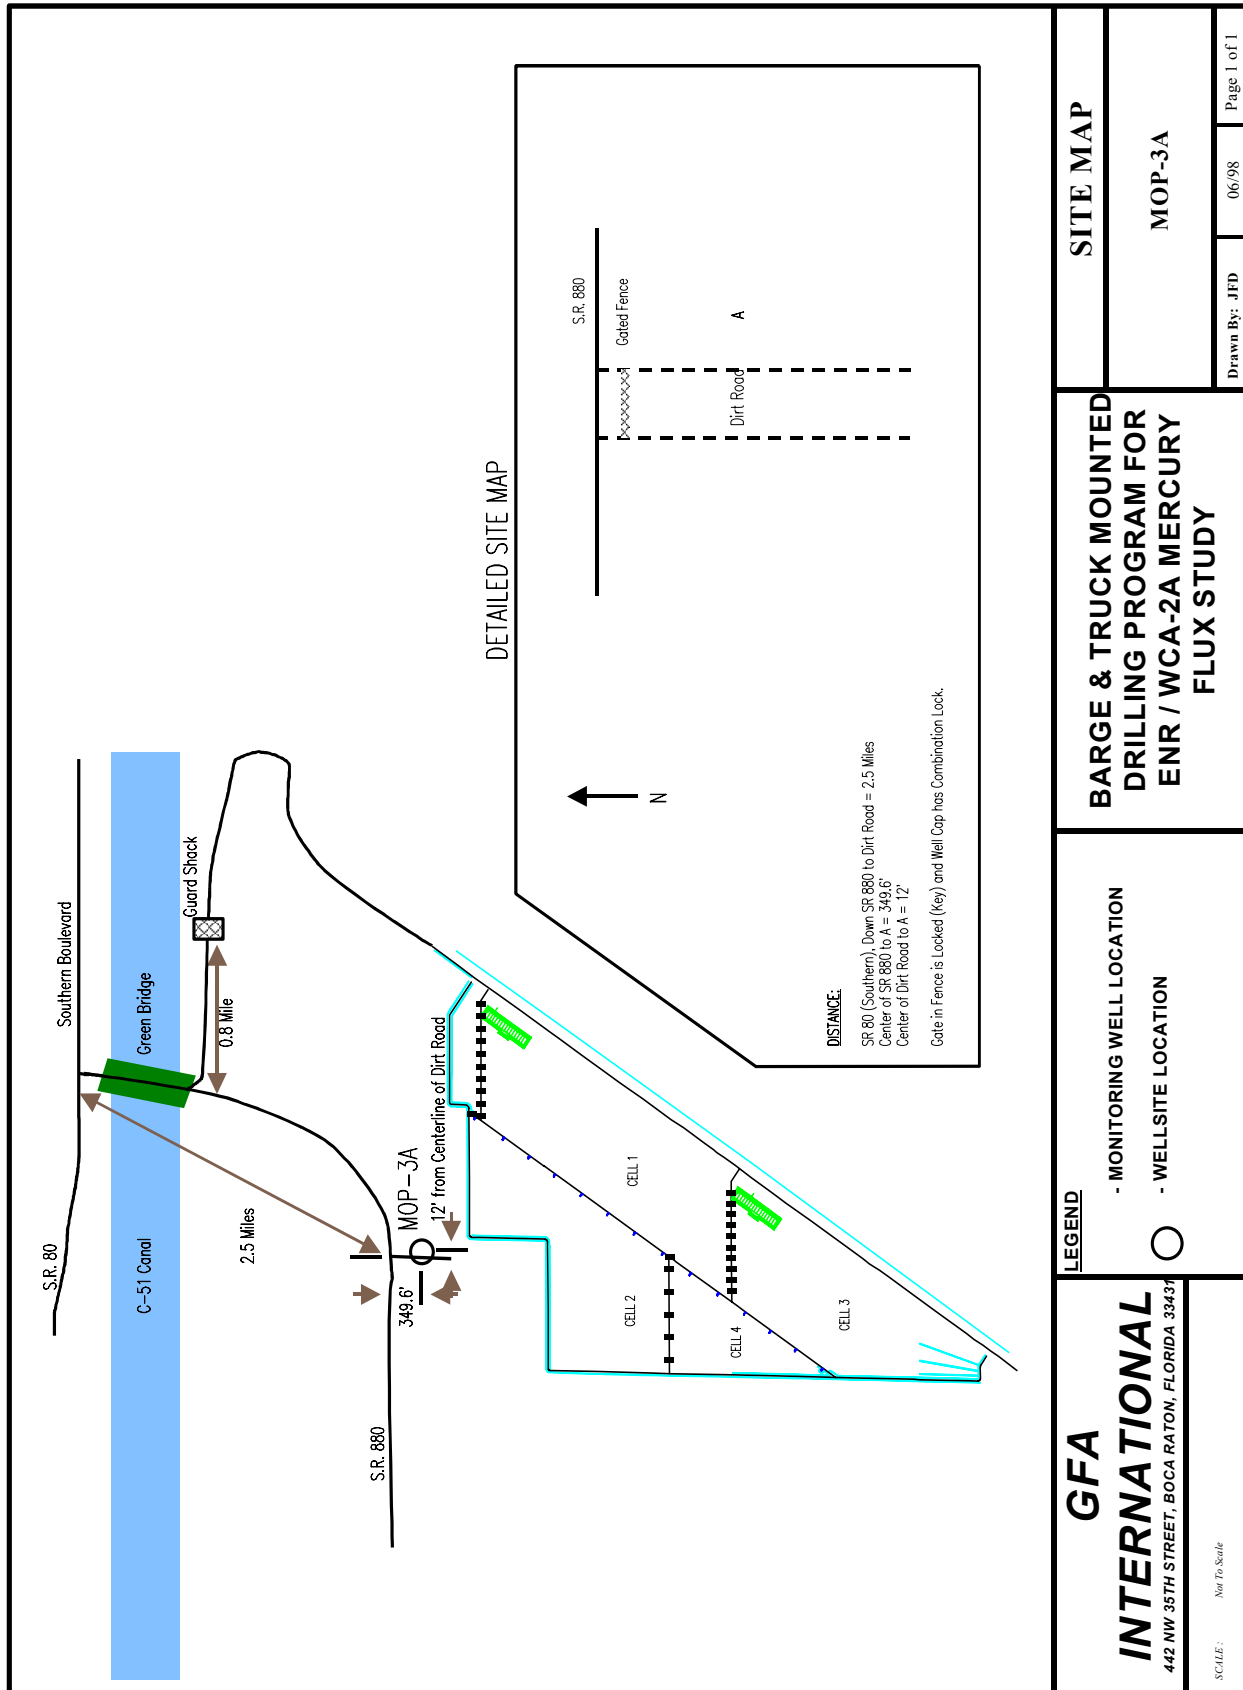 S.R. 80
Southern Boulevard
C-51 Canal
Green Bridge
Guard Shack
0.8 Mile
2.5 Miles
S.R. 880
349.6'
MOP-3A
12' from Centerline of Dirt Road
CELL 1
CELL 2
CELL 4
CELL 3
DETAILED SITE MAP
S.R. 880
Gated Fence
Dirt Road
A
N
DISTANCE:
SR 80 (Southern), Down SR 880 to Dirt Road = 2.5 Miles
Center of SR 880 to A = 349.6'
Center of Dirt Road to A = 12'
Gate in Fence is Locked (Key) and Well Cap has Combination Lock.
GFA
INTERNATIONAL
442 NW 35TH STREET, BOCA RATON, FLORIDA 33431
SCALE : Not To Scale
LEGEND
- MONITORING WELL LOCATION
- WELLSITE LOCATION
BARGE & TRUCK MOUNTED
DRILLING PROGRAM FOR
ENR / WCA-2A MERCURY
FLUX STUDY
SITE MAP
MOP-3A
Drawn By: JFD
06/98
Page 1 of 1